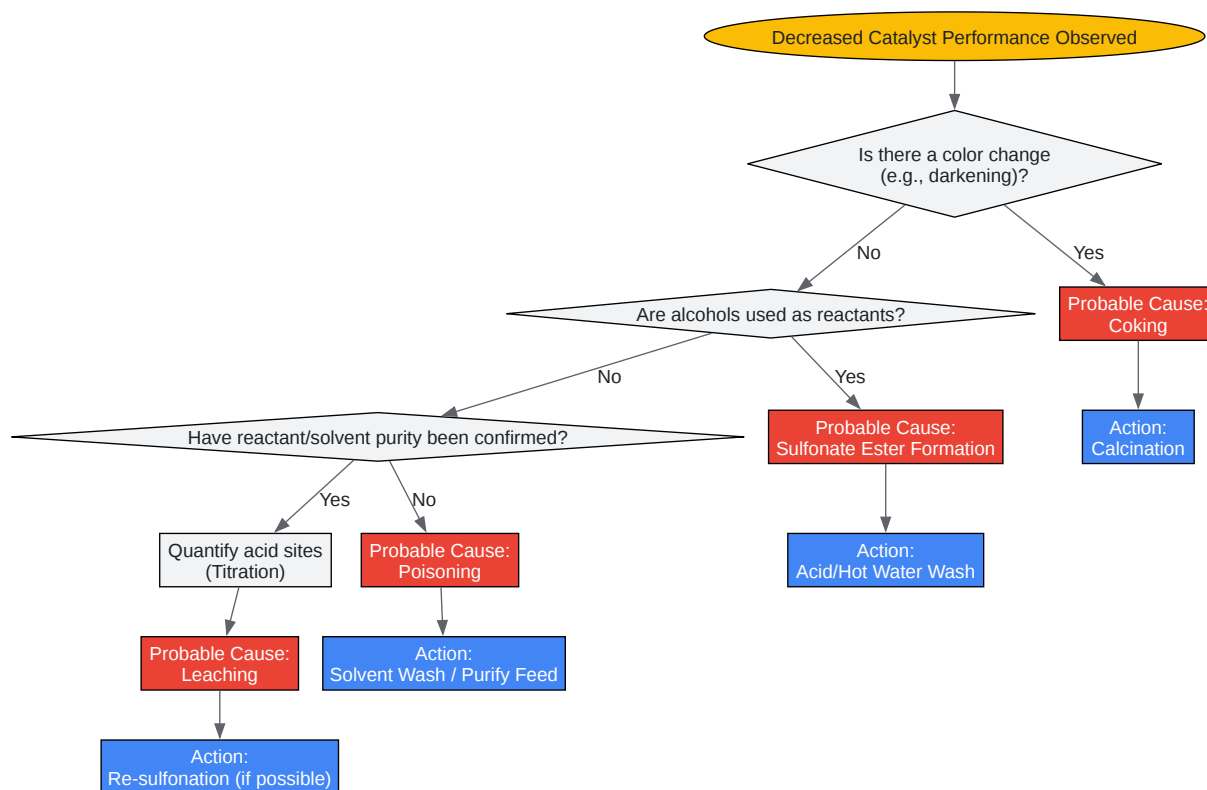 Decreased Catalyst Performance Observed
Is there a color change
(e.g., darkening)?
No
Yes
Are alcohols used as reactants?
Probable Cause:
Coking
No
Yes
Have reactant/solvent purity been confirmed?
Probable Cause:
Sulfonate Ester Formation
Action:
Calcination
Yes
No
Quantify acid sites
(Titration)
Probable Cause:
Poisoning
Action:
Acid/Hot Water Wash
Probable Cause:
Leaching
Action:
Solvent Wash / Purify Feed
Action:
Re-sulfonation (if possible)